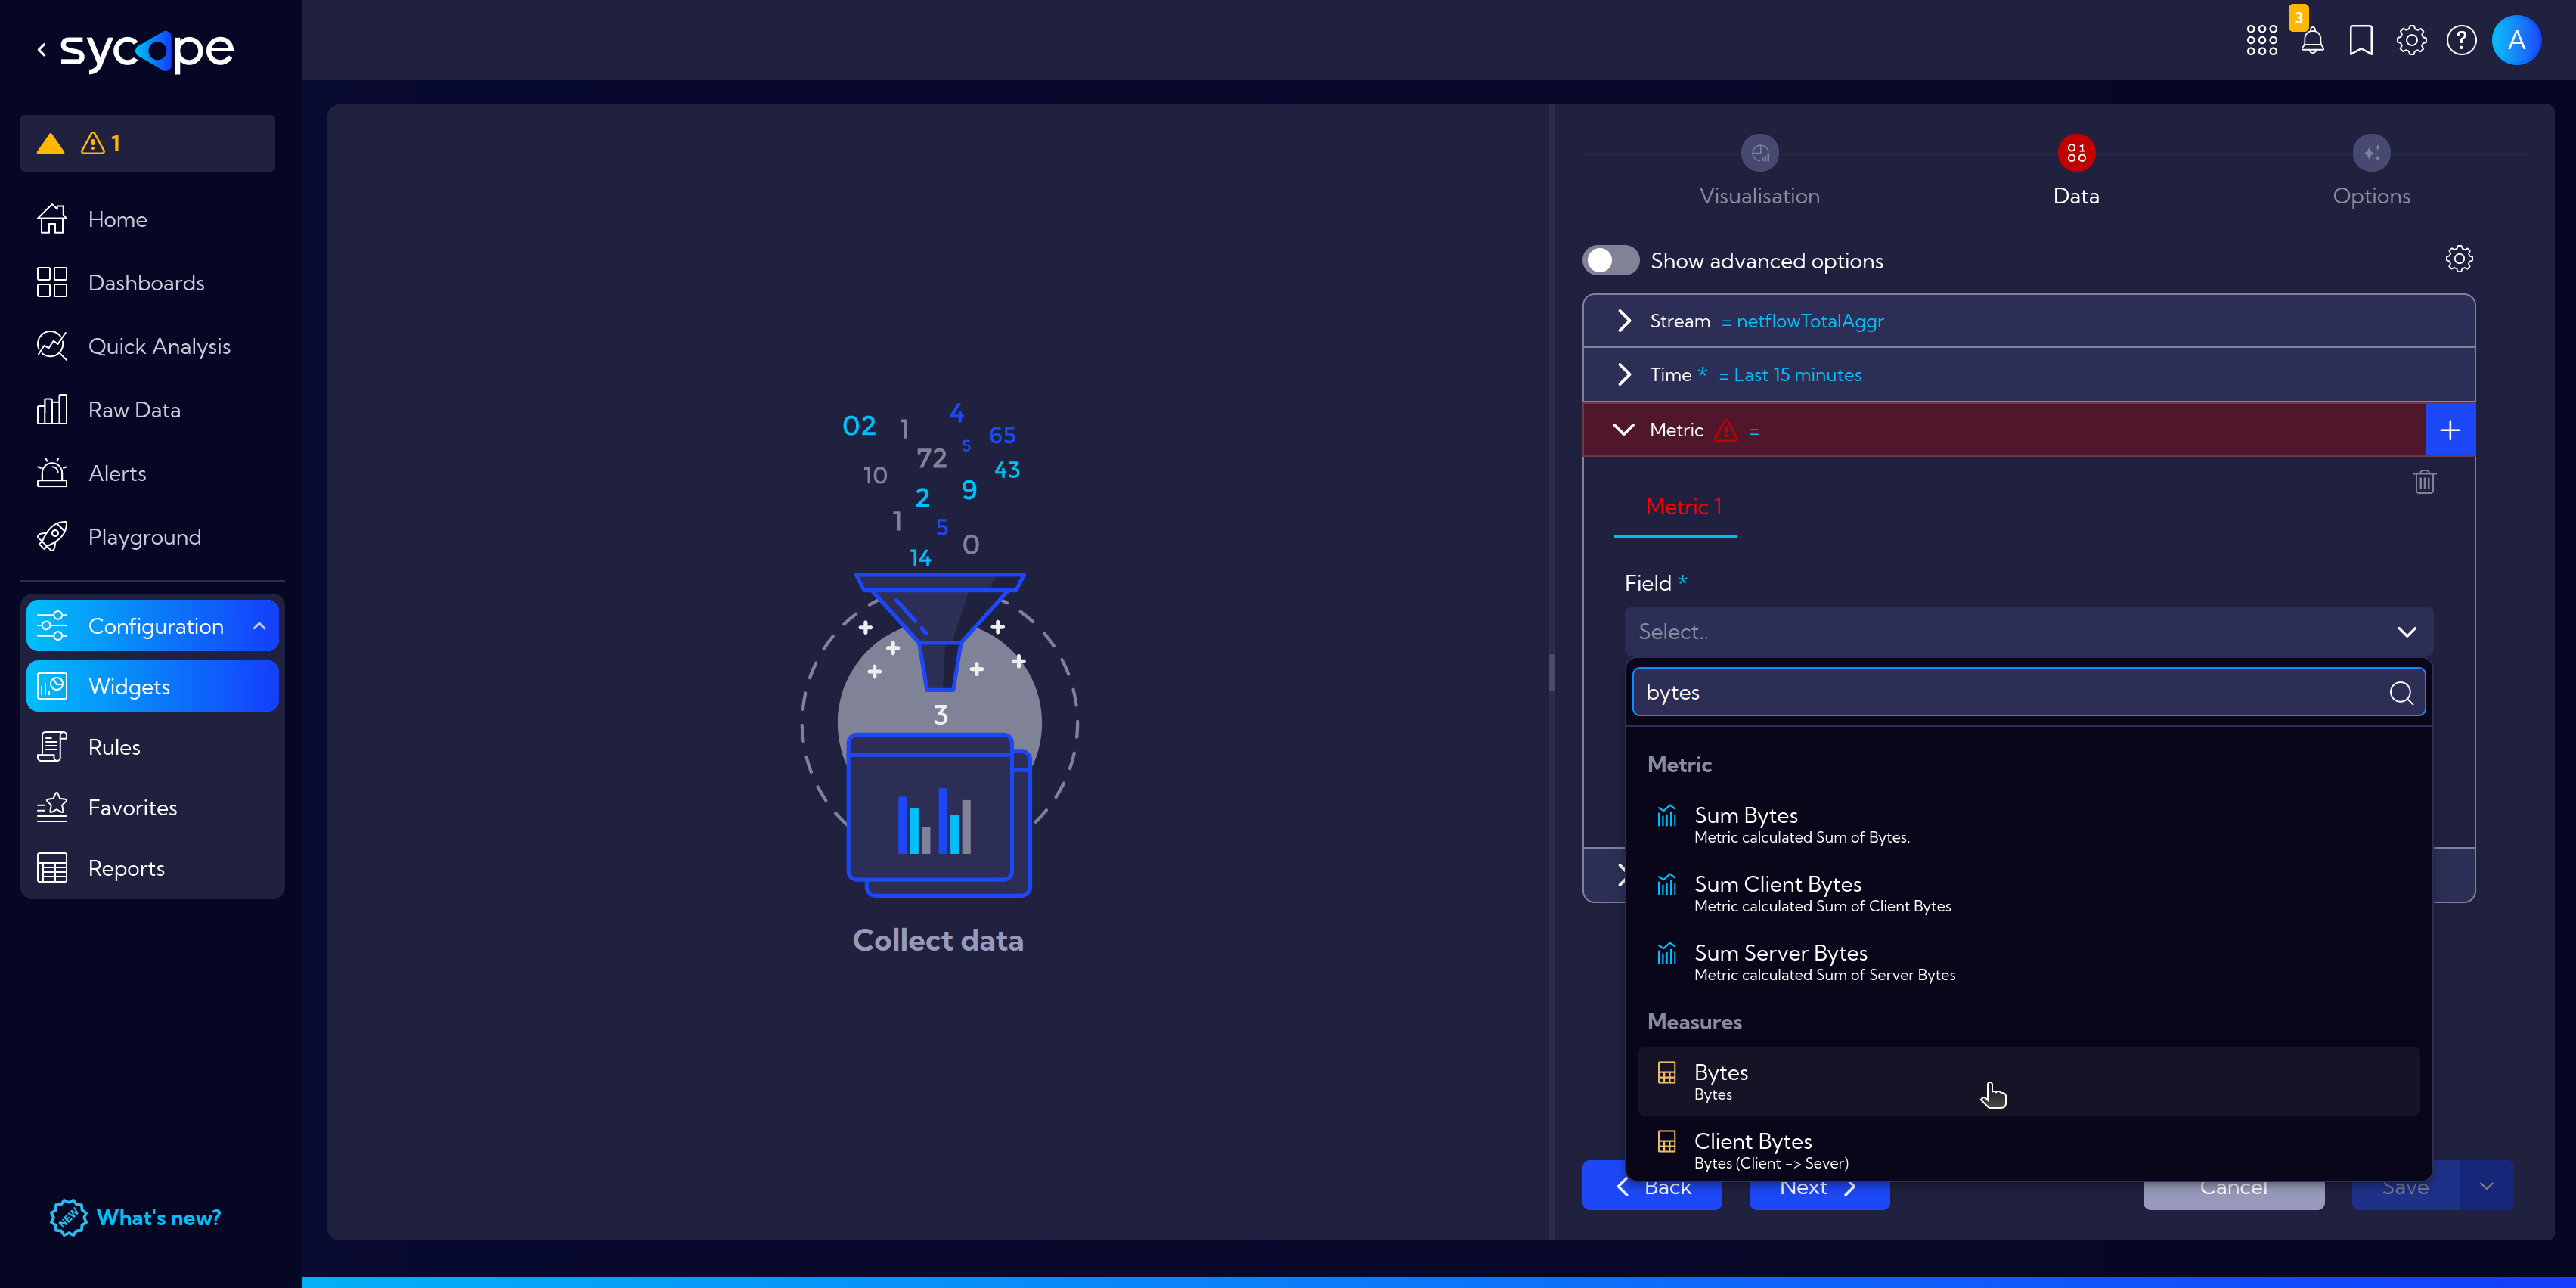 sycope
3
A
1
Home
Dashboards
Quick Analysis
Raw Data
Alerts
Playground
Configuration
Widgets
Rules
Favorites
Reports
NEW What's new?
02
1
4
5
65
72
10
43
2
9
1
5
0
14
3
Collect data
Visualisation
Data
Options
Show advanced options
Stream = netflowTotalAggr
Time * = Last 15 minutes
Metric =
Metric 1
Field *
Select..
bytes
Metric
Sum Bytes
Metric calculated Sum of Bytes.
Sum Client Bytes
Metric calculated Sum of Client Bytes
Sum Server Bytes
Metric calculated Sum of Server Bytes
Measures
Bytes
Bytes
Client Bytes
Bytes (Client -> Sever)
Back
Next
Cancel
Save